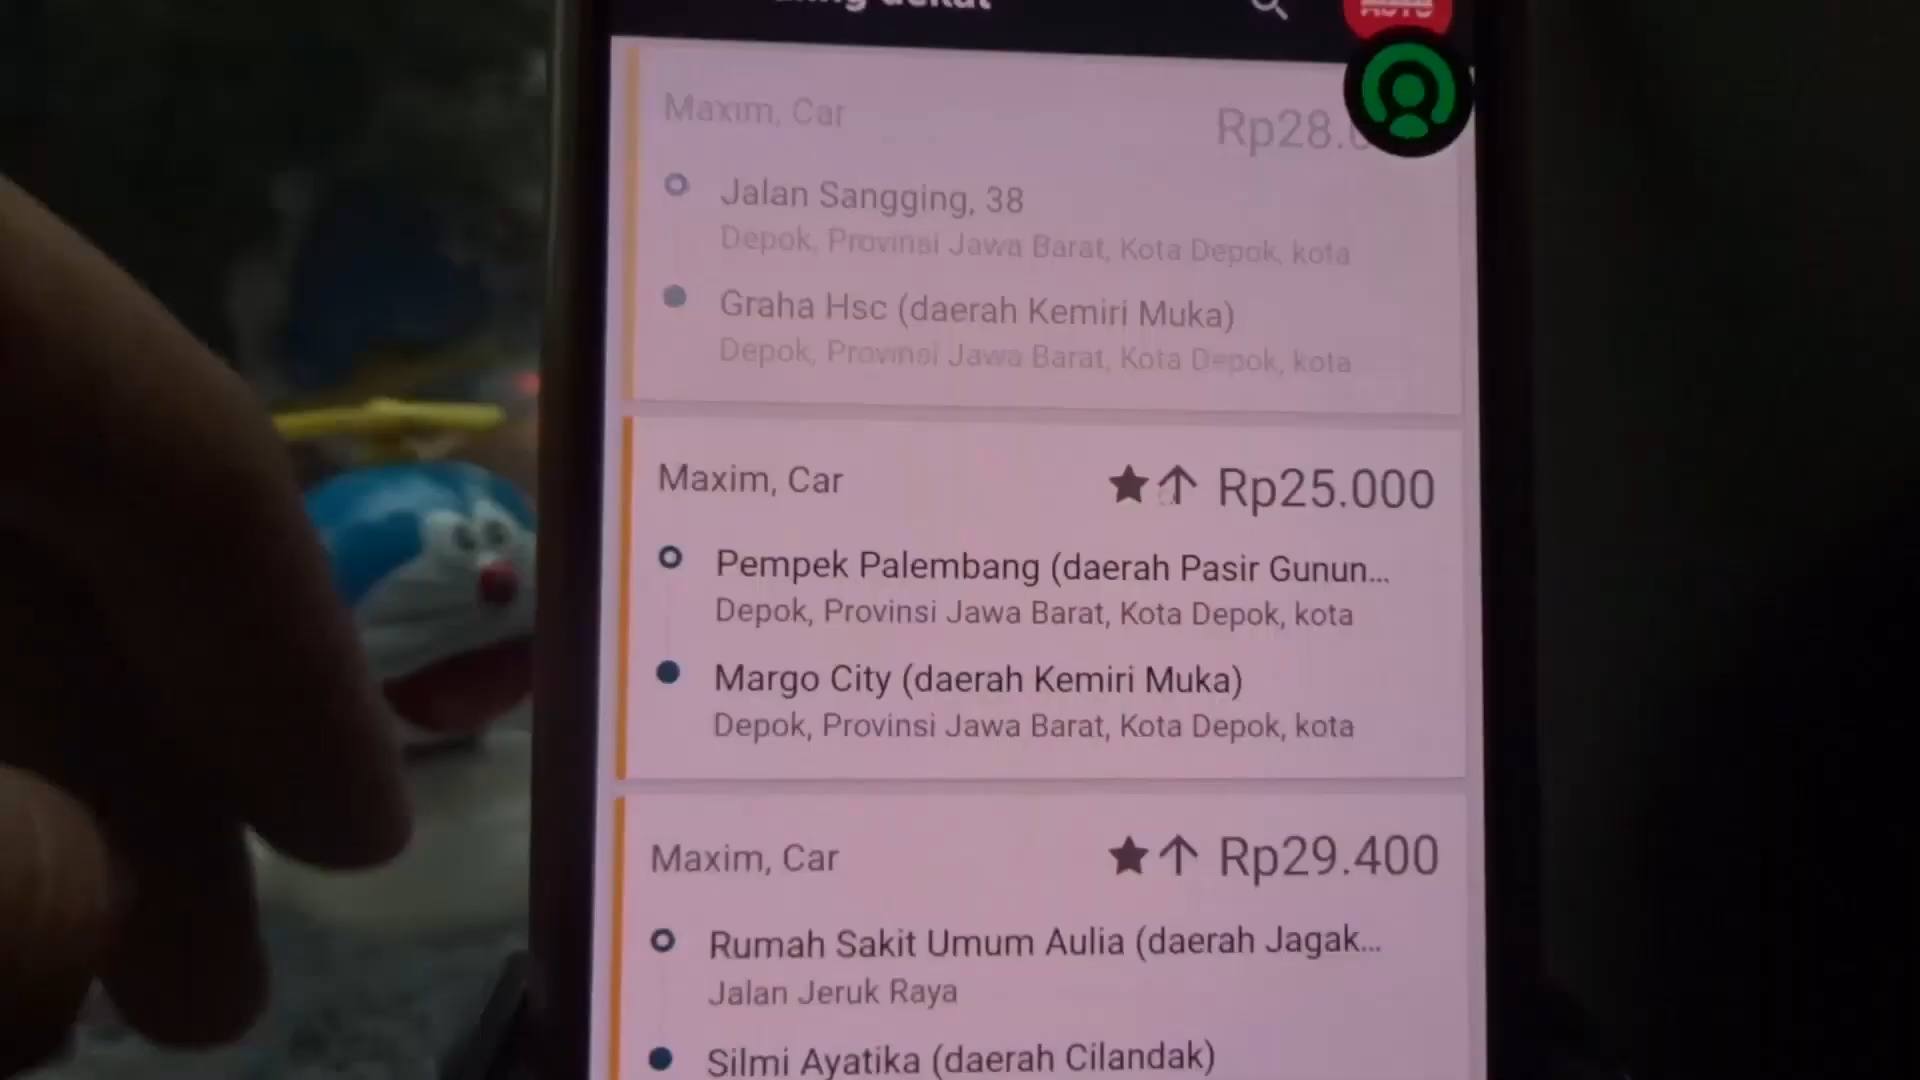 dekat
Maxim, Car
Rp28.
Jalan Sangging, 38
Depok, Provinsi Jawa Barat, Kota Depok, kota
Graha Hsc (daerah Kemiri Muka)
Depok, Provinsi Jawa Barat, Kota Depok, kota
Maxim, Car
Rp25.000
Pempek Palembang (daerah Pasir Gunun...
Depok, Provinsi Jawa Barat, Kota Depok, kota
Margo City (daerah Kemiri Muka)
Depok, Provinsi Jawa Barat, Kota Depok, kota
Maxim, Car
Rp29.400
Rumah Sakit Umum Aulia (daerah Jagak...
Jalan Jeruk Raya
Silmi Ayatika (daerah Cilandak)